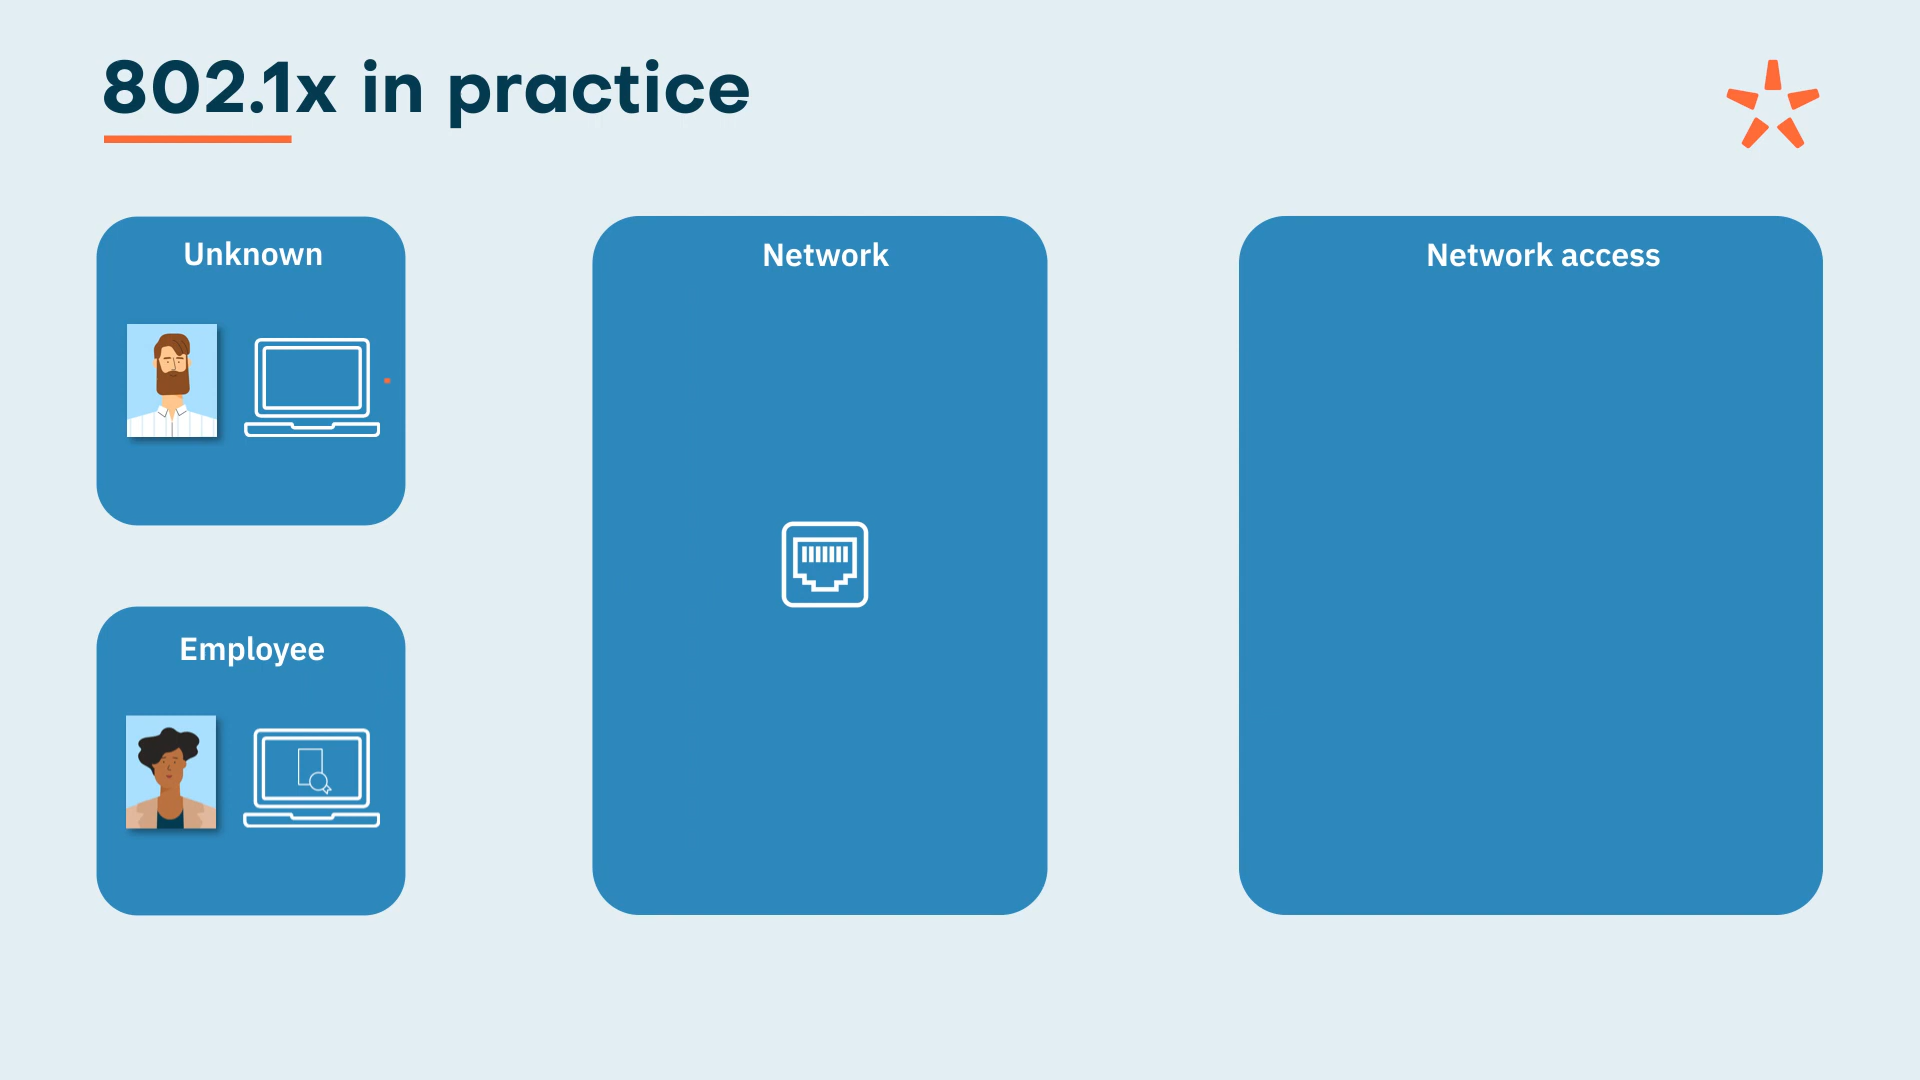 802.1x in practice
Unknown
Network
Network access
Employee